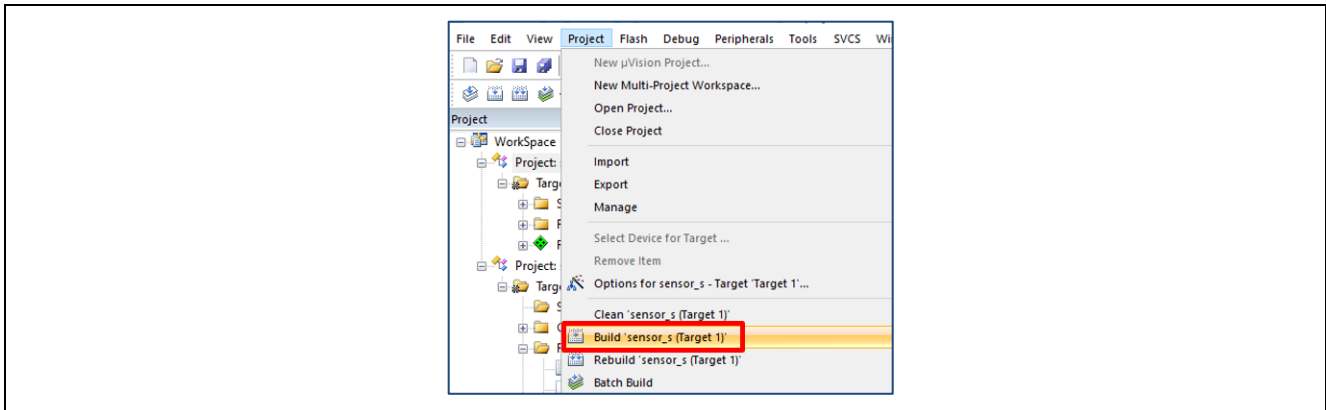 File Edit View Project Flash Debug Peripherals Tools SVCS
New µVision Project...
New Multi-Project Workspace...
Open Project...
Close Project
Import
Export
Manage
Select Device for Target ...
Remove Item
Options for sensor_s - Target 'Target 1'...
Clean 'sensor_s (Target 1)'
Build 'sensor_s (Target 1)'
Rebuild 'sensor_s (Target 1)'
Batch Build
Project
WorkSpace
Project:
Project: